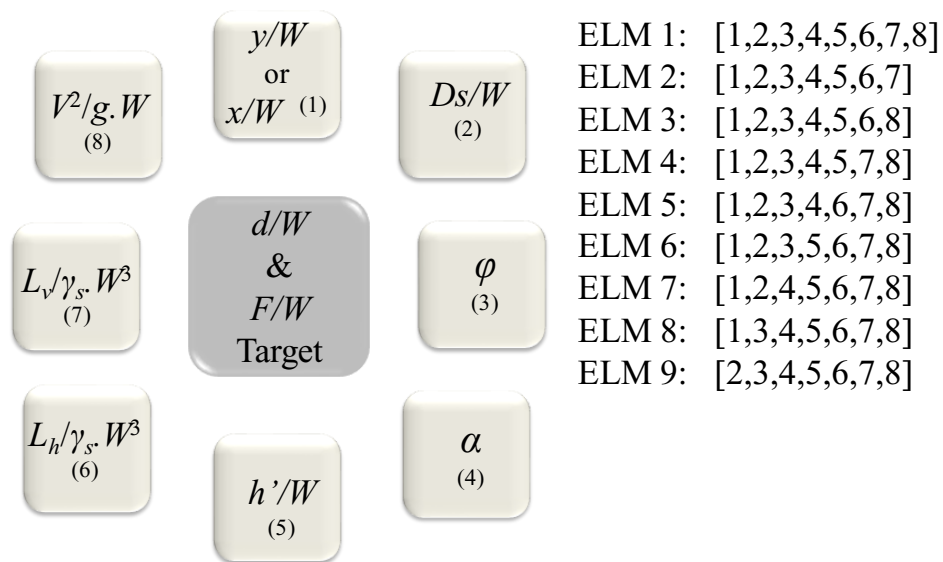 y/W
or
x/W (1)
V²/g.W
(8)
Ds/W
(2)
Lᵥ/γₛ.W³
(7)
d/W
&
F/W
Target
φ
(3)
Lₕ/γₛ.W³
(6)
h’/W
(5)
α
(4)
ELM 1: [1,2,3,4,5,6,7,8]
ELM 2: [1,2,3,4,5,6,7]
ELM 3: [1,2,3,4,5,6,8]
ELM 4: [1,2,3,4,5,7,8]
ELM 5: [1,2,3,4,6,7,8]
ELM 6: [1,2,3,5,6,7,8]
ELM 7: [1,2,4,5,6,7,8]
ELM 8: [1,3,4,5,6,7,8]
ELM 9: [2,3,4,5,6,7,8]